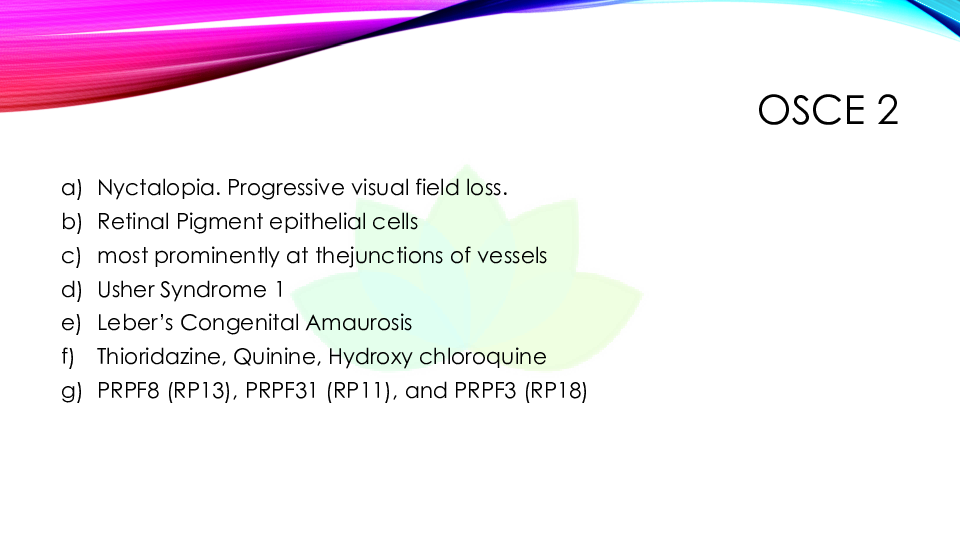 OSCE 2
a) Nyctalopia. Progressive visual field loss.
b) Retinal Pigment epithelial cells
c) most prominently at thejunctions of vessels
d) Usher Syndrome 1
e) Leber’s Congenital Amaurosis
f) Thioridazine, Quinine, Hydroxy chloroquine
g) PRPF8 (RP13), PRPF31 (RP11), and PRPF3 (RP18)